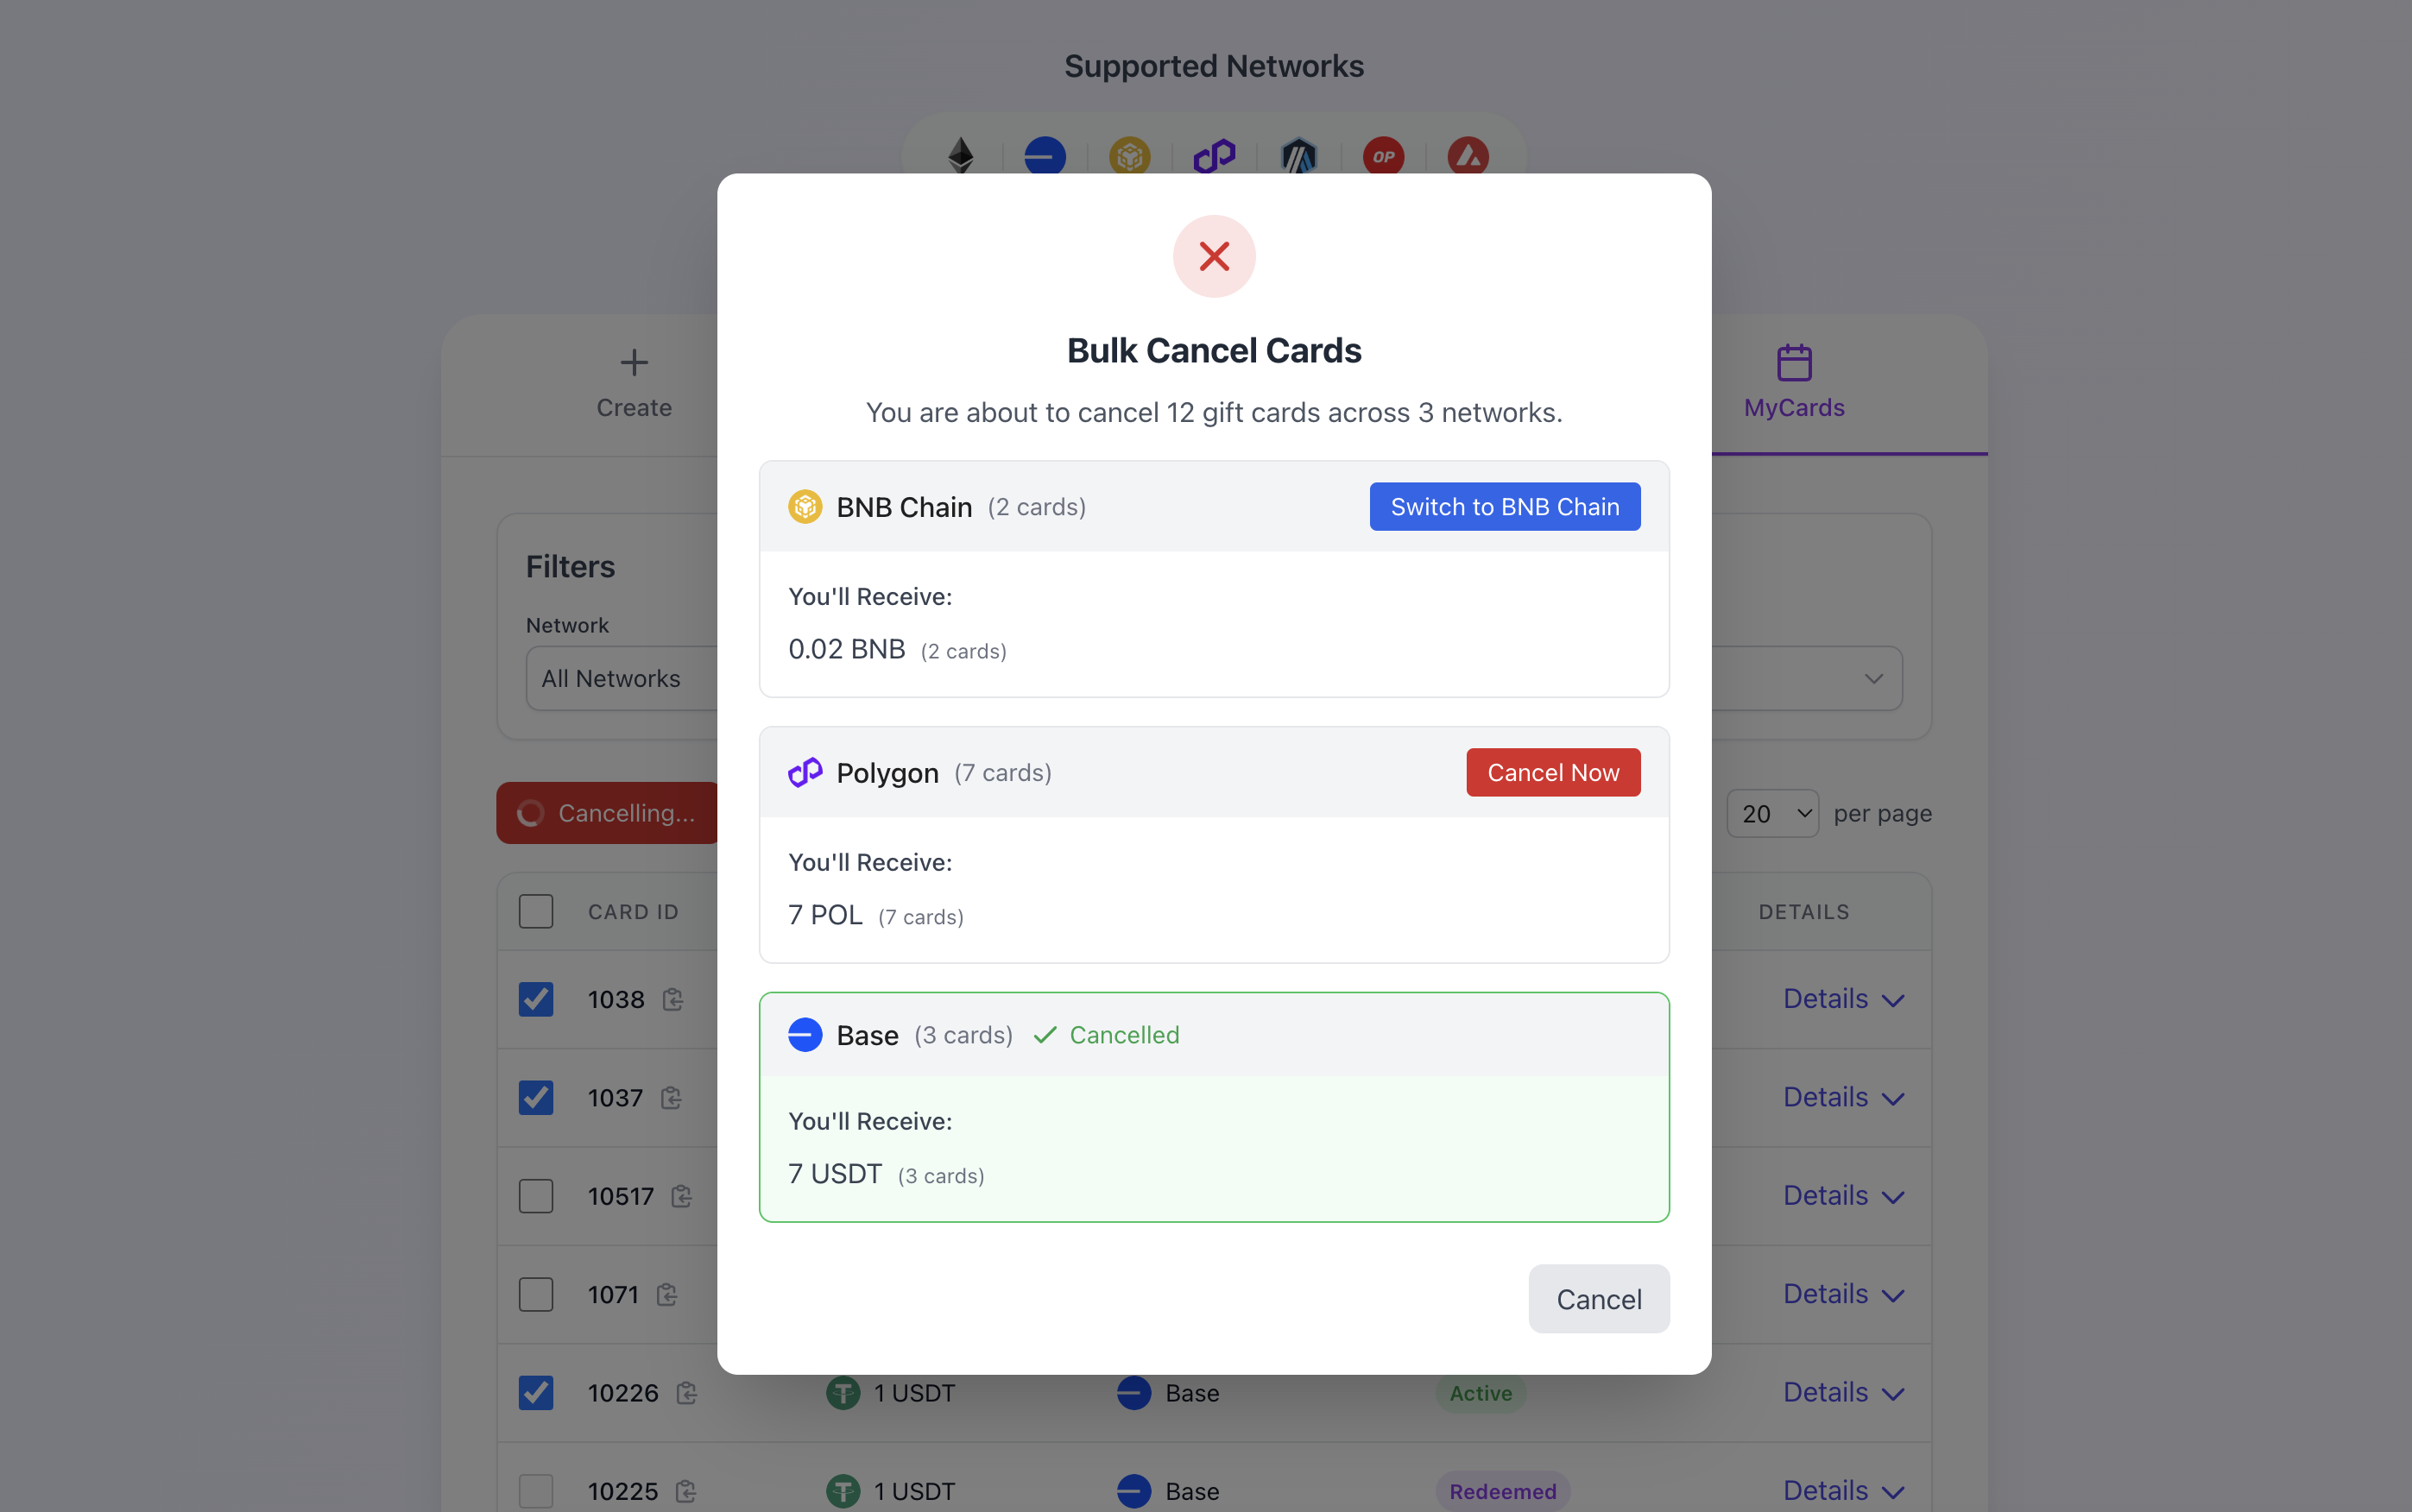 Supported Networks
OP
Create
MyCards
Bulk Cancel Cards
You are about to cancel 12 gift cards across 3 networks.
BNB Chain (2 cards) Switch to BNB Chain
You'll Receive:
0.02 BNB (2 cards)
Polygon (7 cards) Cancel Now
You'll Receive:
7 POL (7 cards)
Base (3 cards) Cancelled
You'll Receive:
7 USDT (3 cards)
Cancel
Filters
Network
All Networks
Cancelling...
20 per page
CARD ID DETAILS
1038 Details
1037 Details
10517 Details
1071 Details
10226 1 USDT Base Active Details
10225 1 USDT Base Redeemed Details